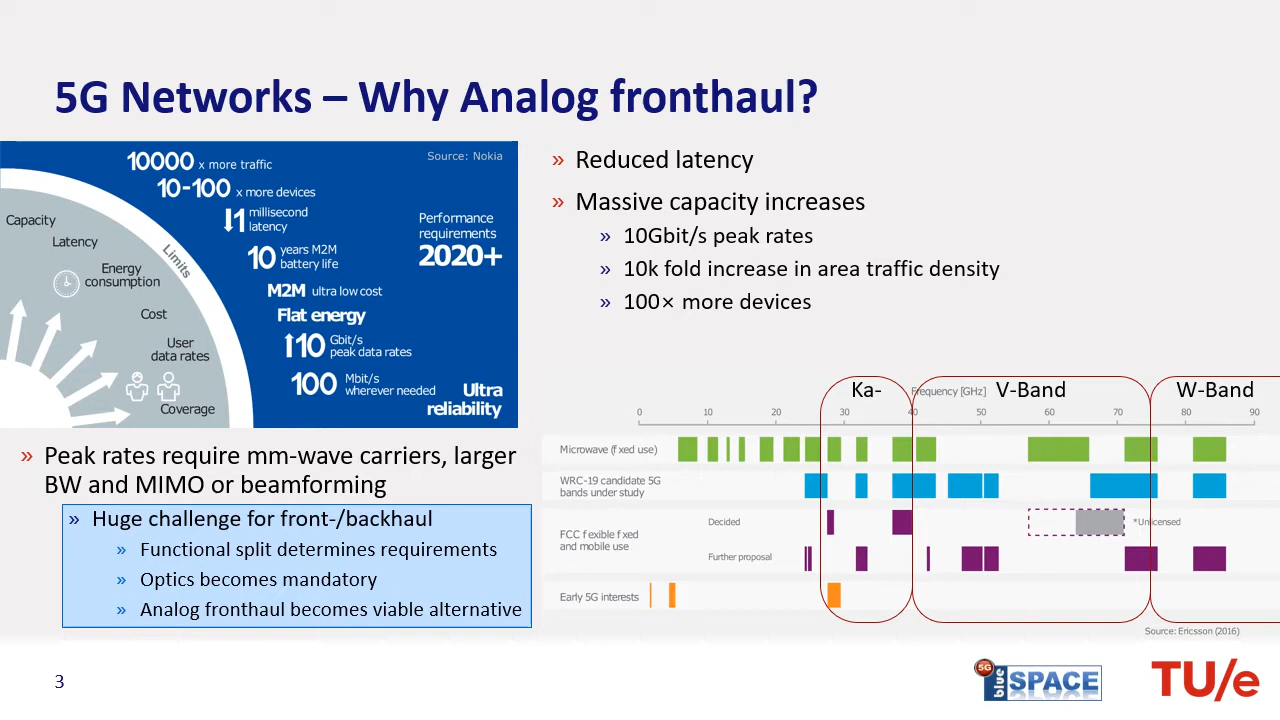 5G Networks – Why Analog fronthaul?
10000 x more traffic
Source: Nokia
10-100 x more devices
1 millisecond
latency
Performance
requirements
2020+
10 years M2M
battery life
M2M ultra low cost
Flat energy
10 Gbit/s
peak data rates
100 Mbit/s
wherever needed
Ultra
reliability
Capacity
Latency
Limits
Energy
consumption
Cost
User
data rates
Coverage
» Peak rates require mm-wave carriers, larger
BW and MIMO or beamforming
» Huge challenge for front-/backhaul
» Functional split determines requirements
» Optics becomes mandatory
» Analog fronthaul becomes viable alternative
» Reduced latency
» Massive capacity increases
» 10Gbit/s peak rates
» 10k fold increase in area traffic density
» 100× more devices
Ka- Frequency [GHz] V-Band W-Band
0 10 20 30 40 50 60 70 80 90
Microwave (f xed use)
WRC-19 candidate 5G
bands under study
Decided
*Unlicensed
FCC f exible f xed
and mobile use
Further proposal
Early 5G interests
Source: Ericsson (2016)
3
5G
blue SPACE
TU/e